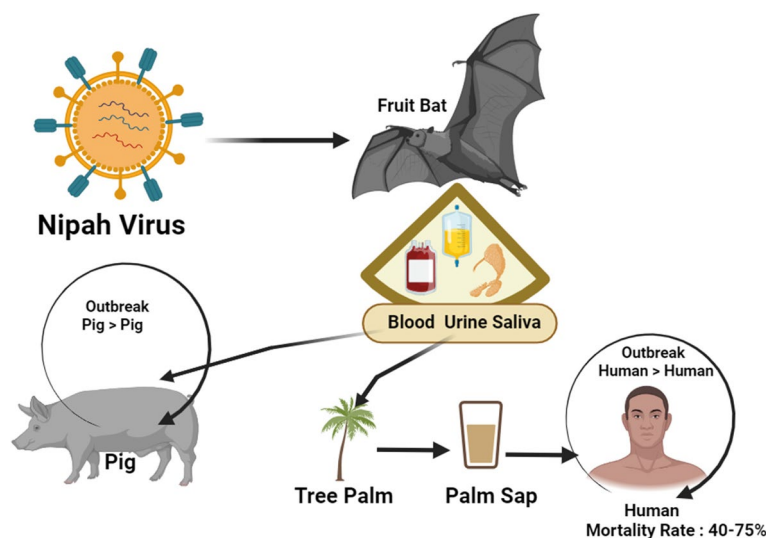 Fruit Bat
Nipah Virus
Blood Urine Saliva
Outbreak
Pig > Pig
Pig
Tree Palm
Palm Sap
Outbreak
Human > Human
Human
Mortality Rate : 40-75%